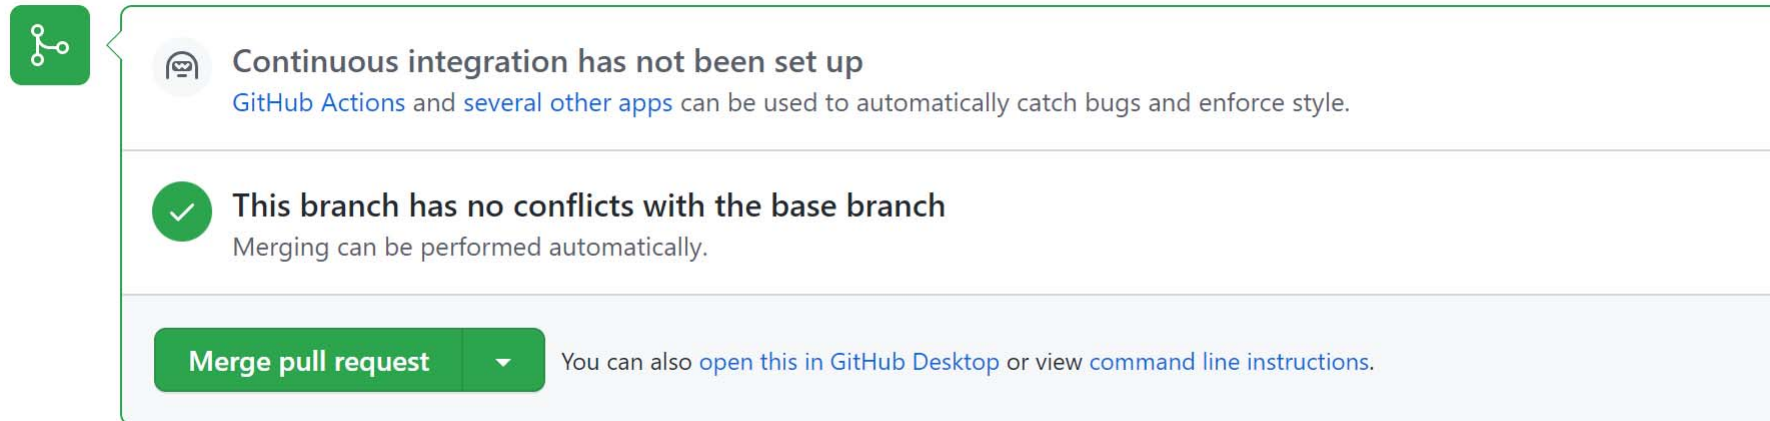 Continuous integration has not been set up
GitHub Actions and several other apps can be used to automatically catch bugs and enforce style.
This branch has no conflicts with the base branch
Merging can be performed automatically.
Merge pull request
You can also open this in GitHub Desktop or view command line instructions.